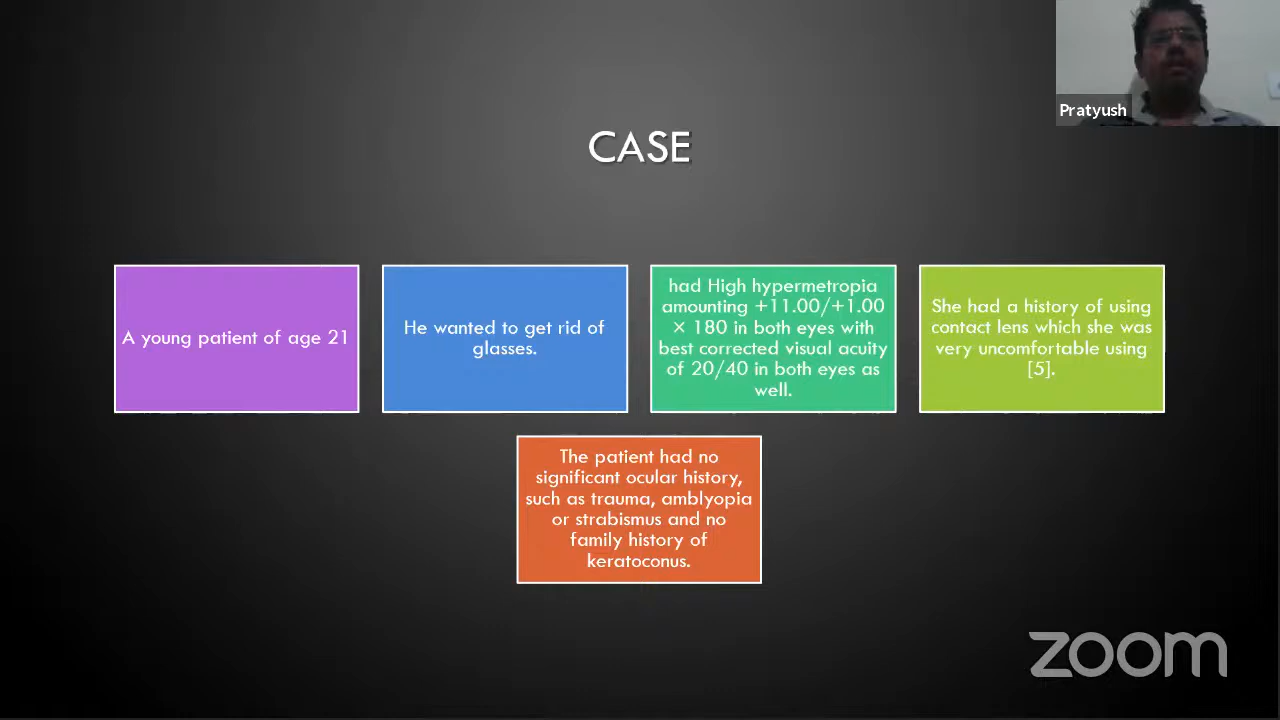 Pratyush
CASE
A young patient of age 21
He wanted to get rid of
glasses.
had High hypermetropia
amounting +11.00/+1.00
× 180 in both eyes with
best corrected visual acuity
of 20/40 in both eyes as
well.
She had a history of using
contact lens which she was
very uncomfortable using
[5].
The patient had no
significant ocular history,
such as trauma, amblyopia
or strabismus and no
family history of
keratoconus.
zoom